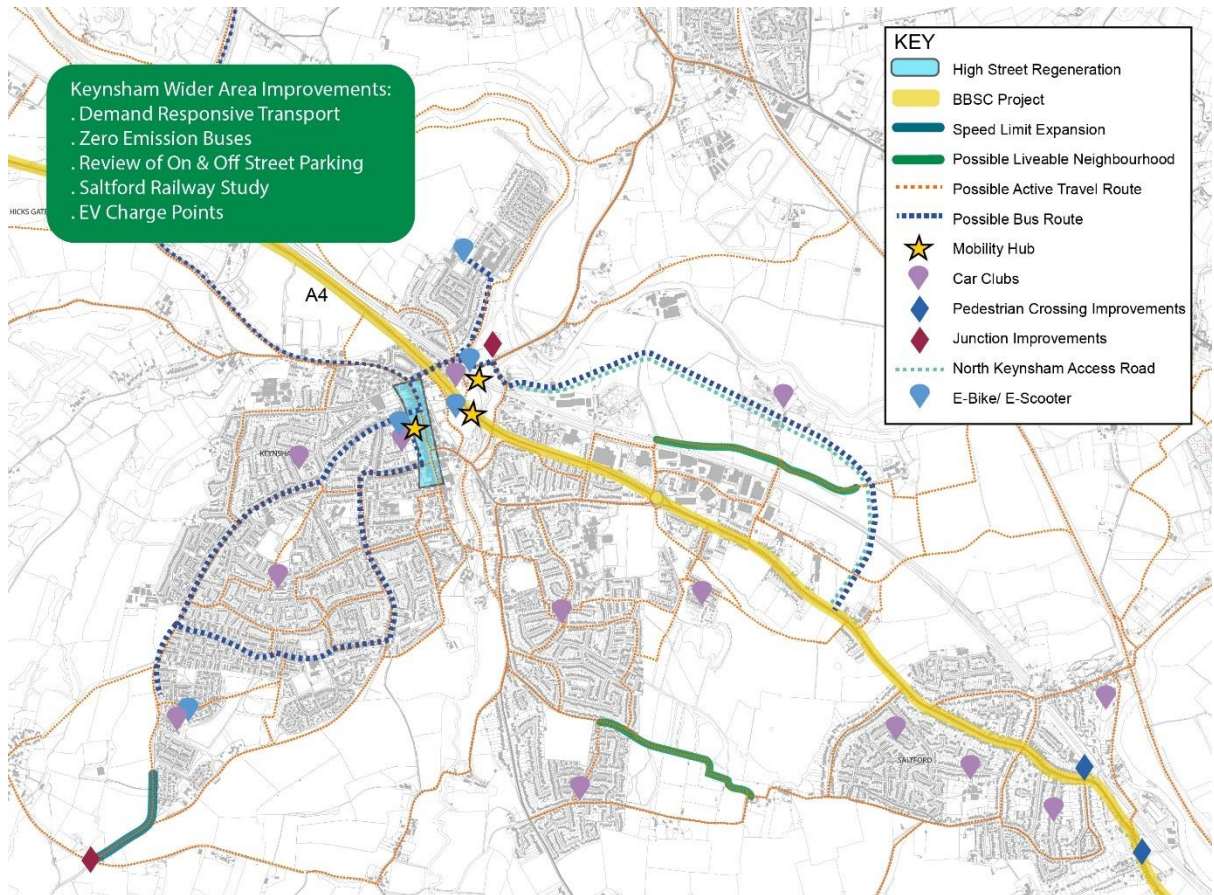 Keynsham Wider Area Improvements:
. Demand Responsive Transport
. Zero Emission Buses
. Review of On & Off Street Parking
. Saltford Railway Study
. EV Charge Points
HICKS GATE
A4
KEYNSHA
SALTFORD
KEY
High Street Regeneration
BBSC Project
Speed Limit Expansion
Possible Liveable Neighbourhood
Possible Active Travel Route
Possible Bus Route
Mobility Hub
Car Clubs
Pedestrian Crossing Improvements
Junction Improvements
North Keynsham Access Road
E-Bike/ E-Scooter